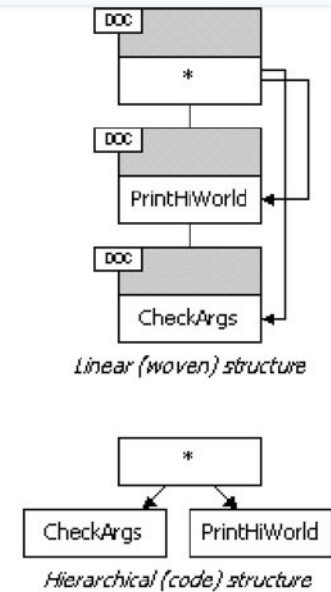 DOC
*
DOC
PrintHiWorld
DOC
CheckArgs
Linear (woven) structure
*
CheckArgs PrintHiWorld
Hierarchical (code) structure